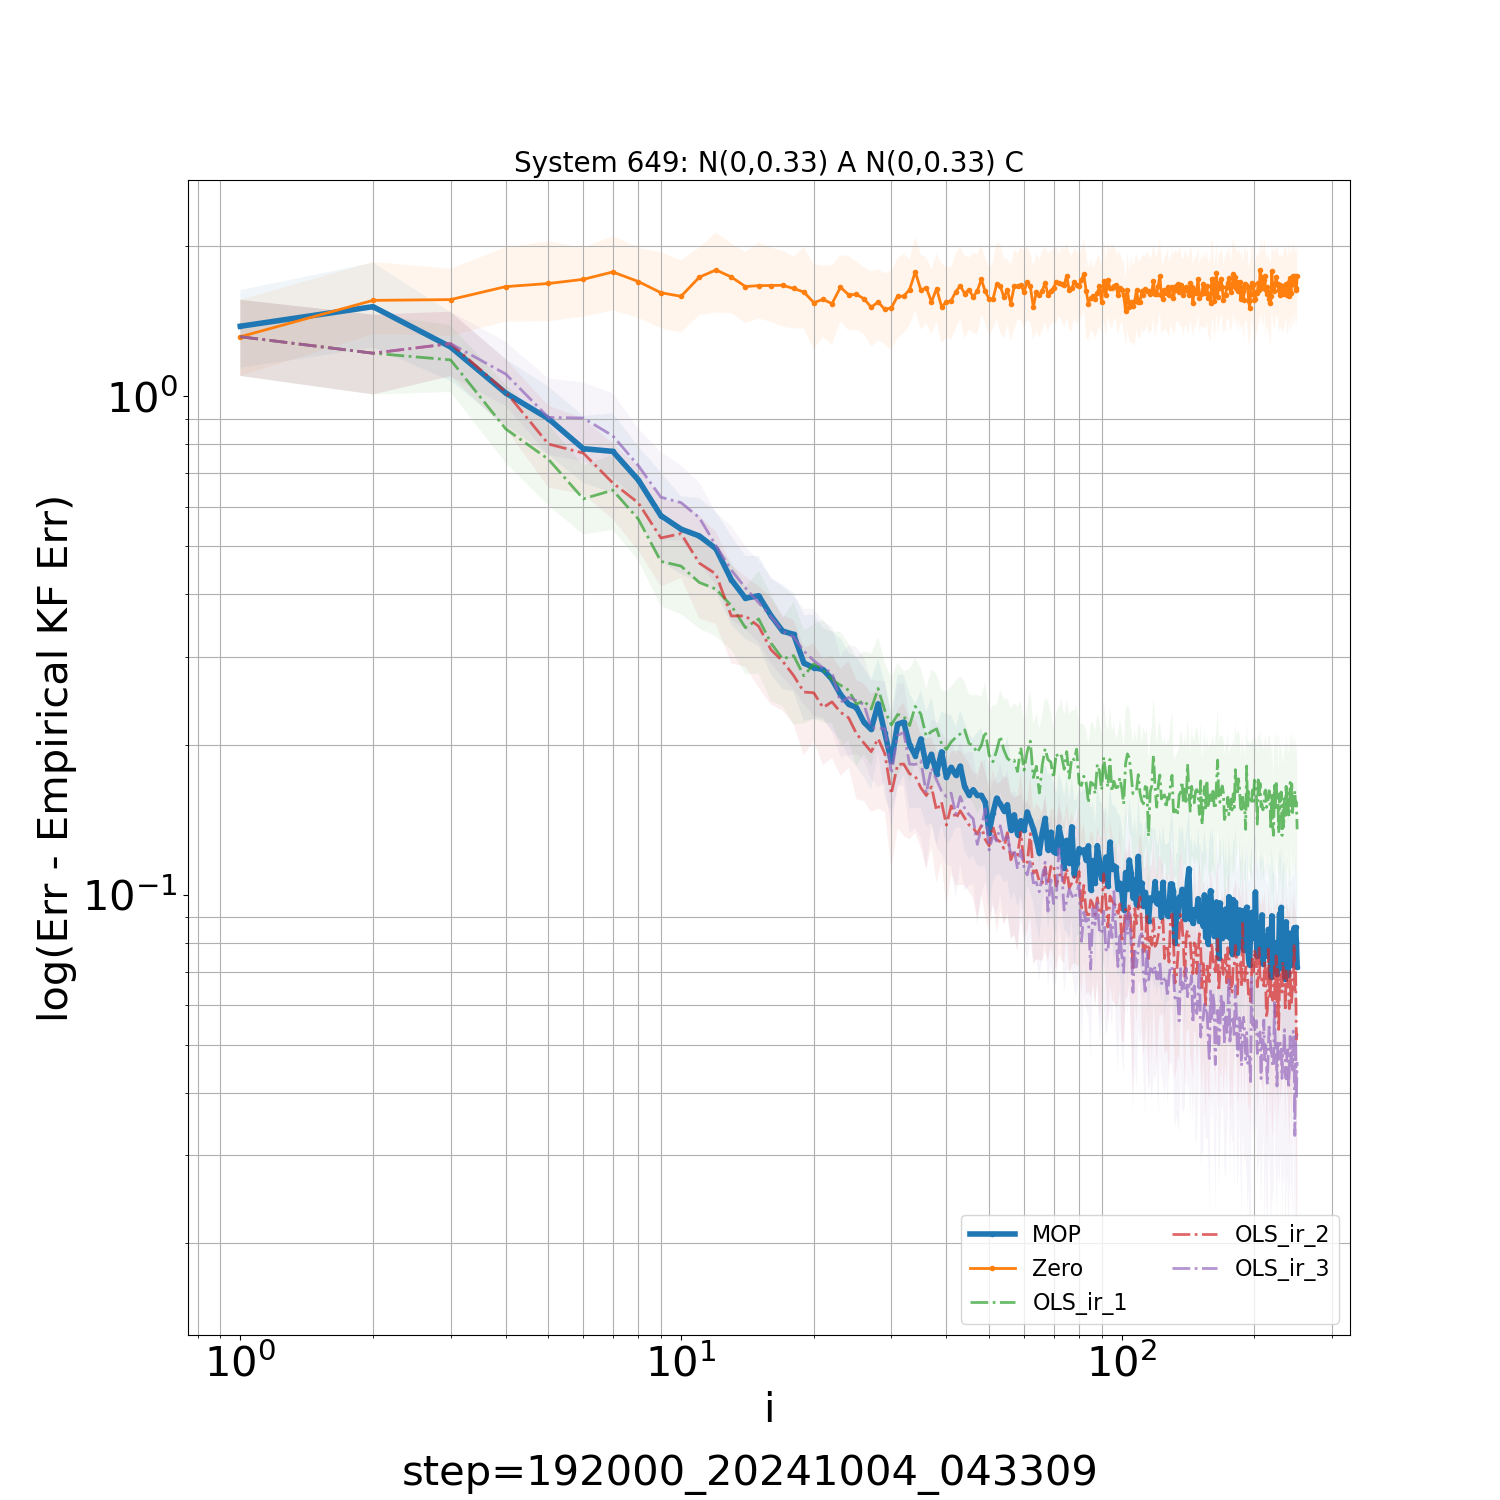 System 649: N(0,0.33) A N(0,0.33) C
log(Err - Empirical KF Err)
10⁰
10⁻¹
MOP
Zero
OLS_ir_1
OLS_ir_2
OLS_ir_3
10⁰ 10¹ 10²
i
step=192000_20241004_043309